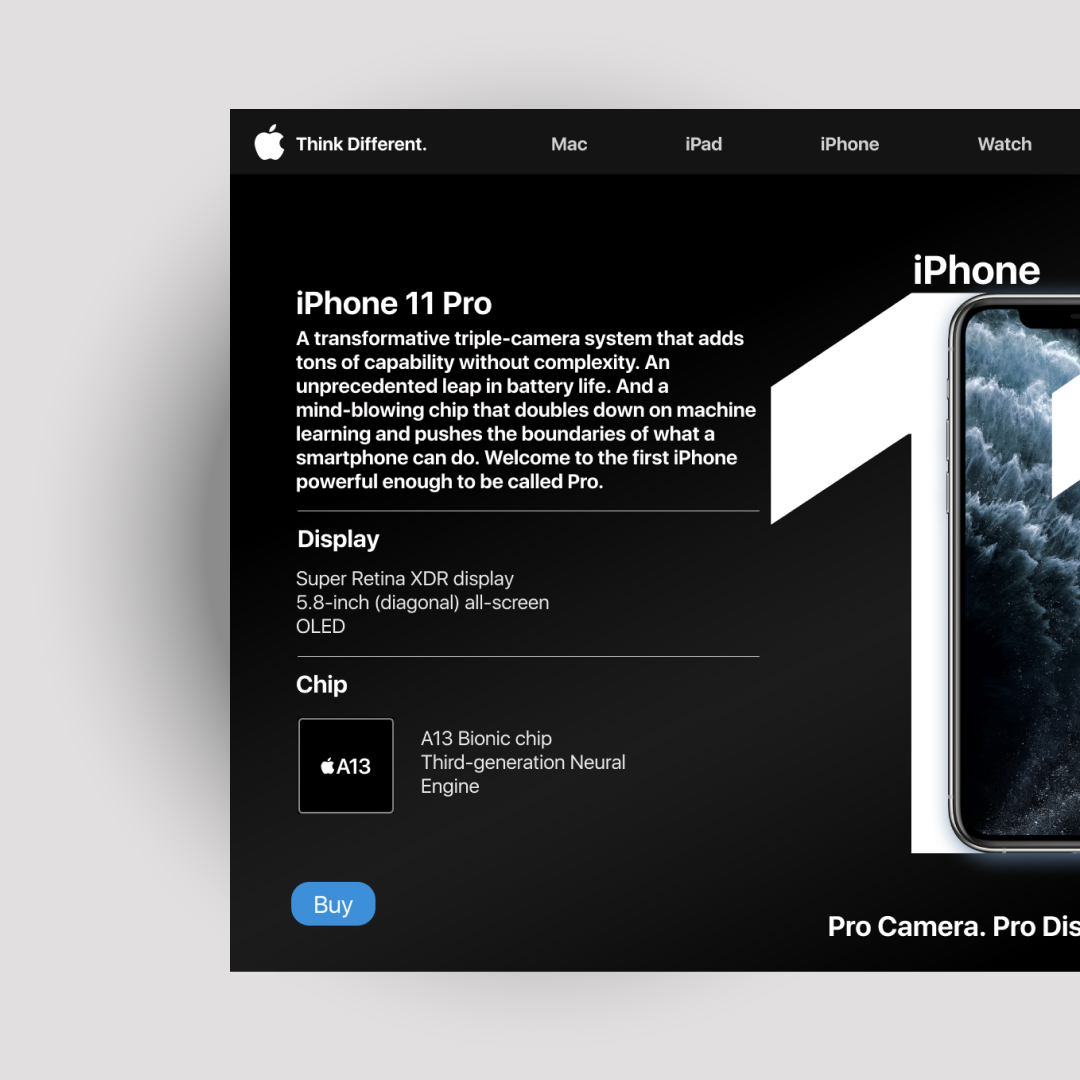 Think Different.
Mac
iPad
iPhone
Watch
iPhone
iPhone 11 Pro
A transformative triple-camera system that adds
tons of capability without complexity. An
unprecedented leap in battery life. And a
mind-blowing chip that doubles down on machine
learning and pushes the boundaries of what a
smartphone can do. Welcome to the first iPhone
powerful enough to be called Pro.
Display
Super Retina XDR display
5.8-inch (diagonal) all-screen
OLED
Chip
A13
A13 Bionic chip
Third-generation Neural
Engine
11
Buy
Pro Camera. Pro Dis